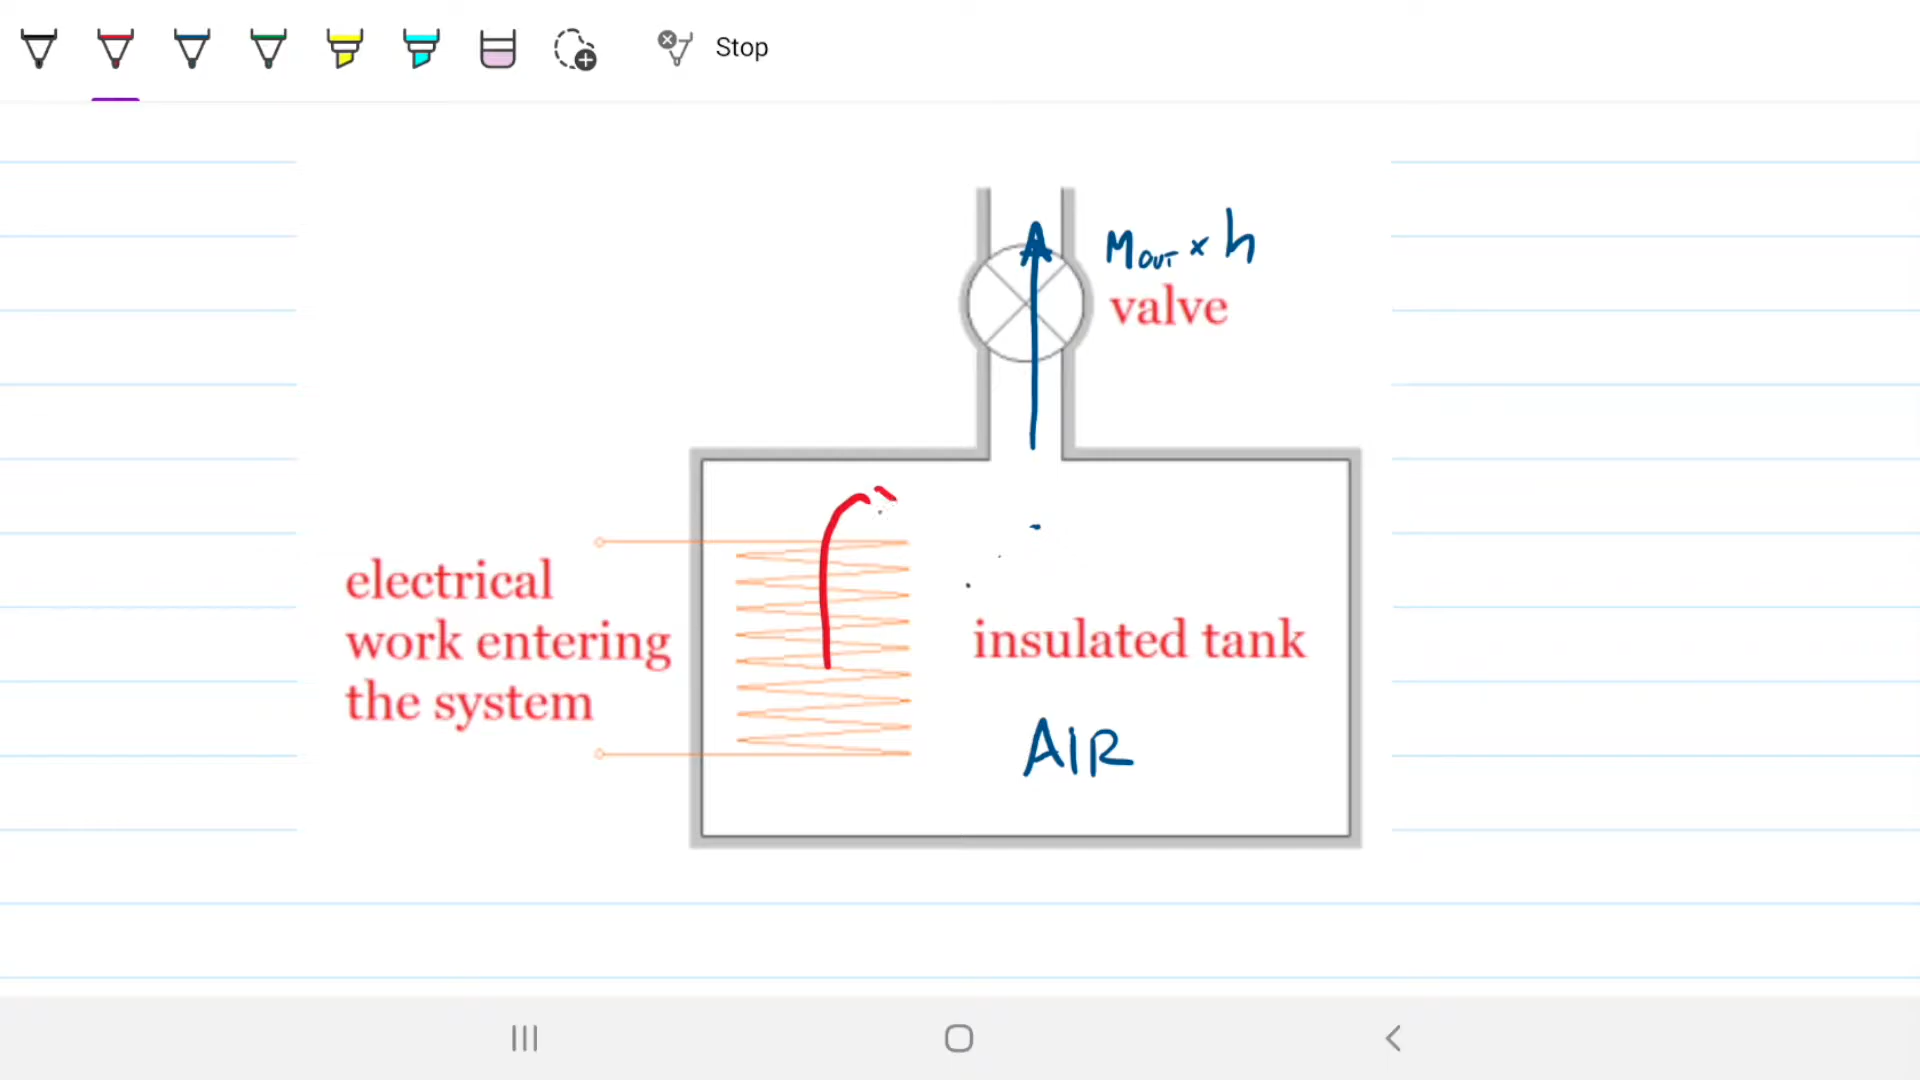 Stop
Mout × h
valve
electrical
work entering
the system
insulated tank
AIR